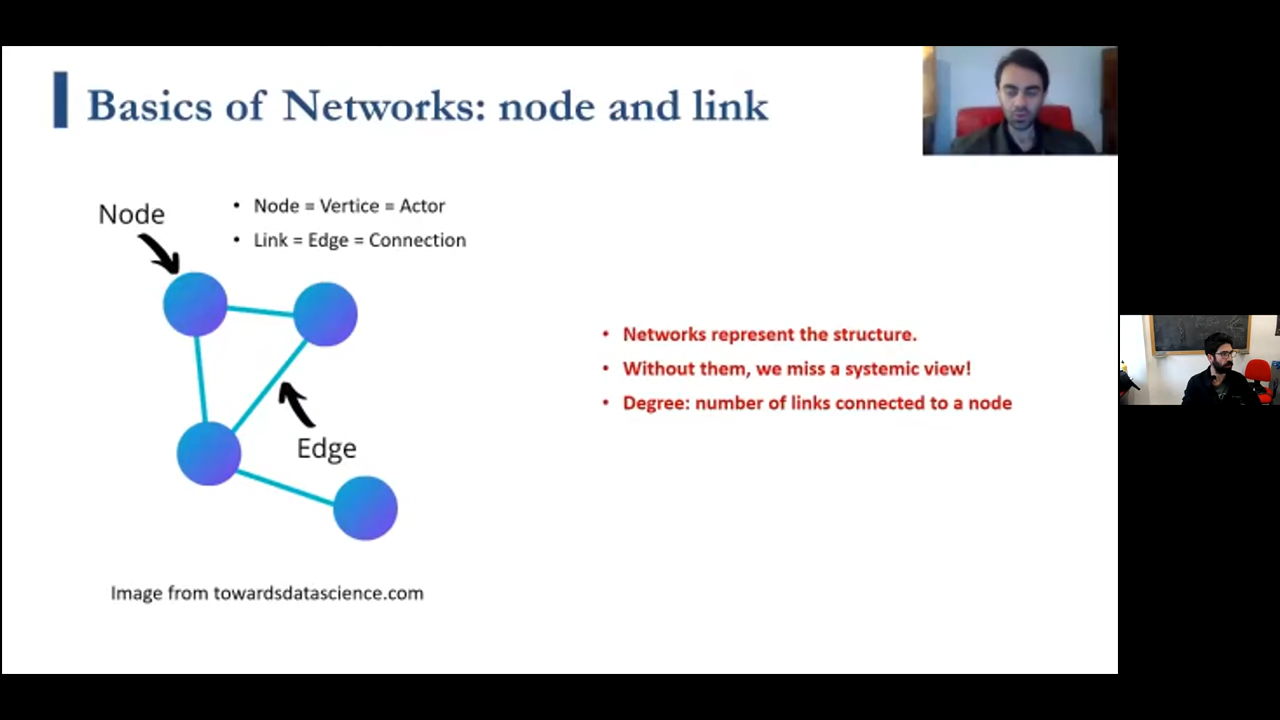 Basics of Networks: node and link
Node
• Node = Vertice = Actor
• Link = Edge = Connection
• Networks represent the structure.
• Without them, we miss a systemic view!
• Degree: number of links connected to a node
Edge
Image from towardsdatascience.com